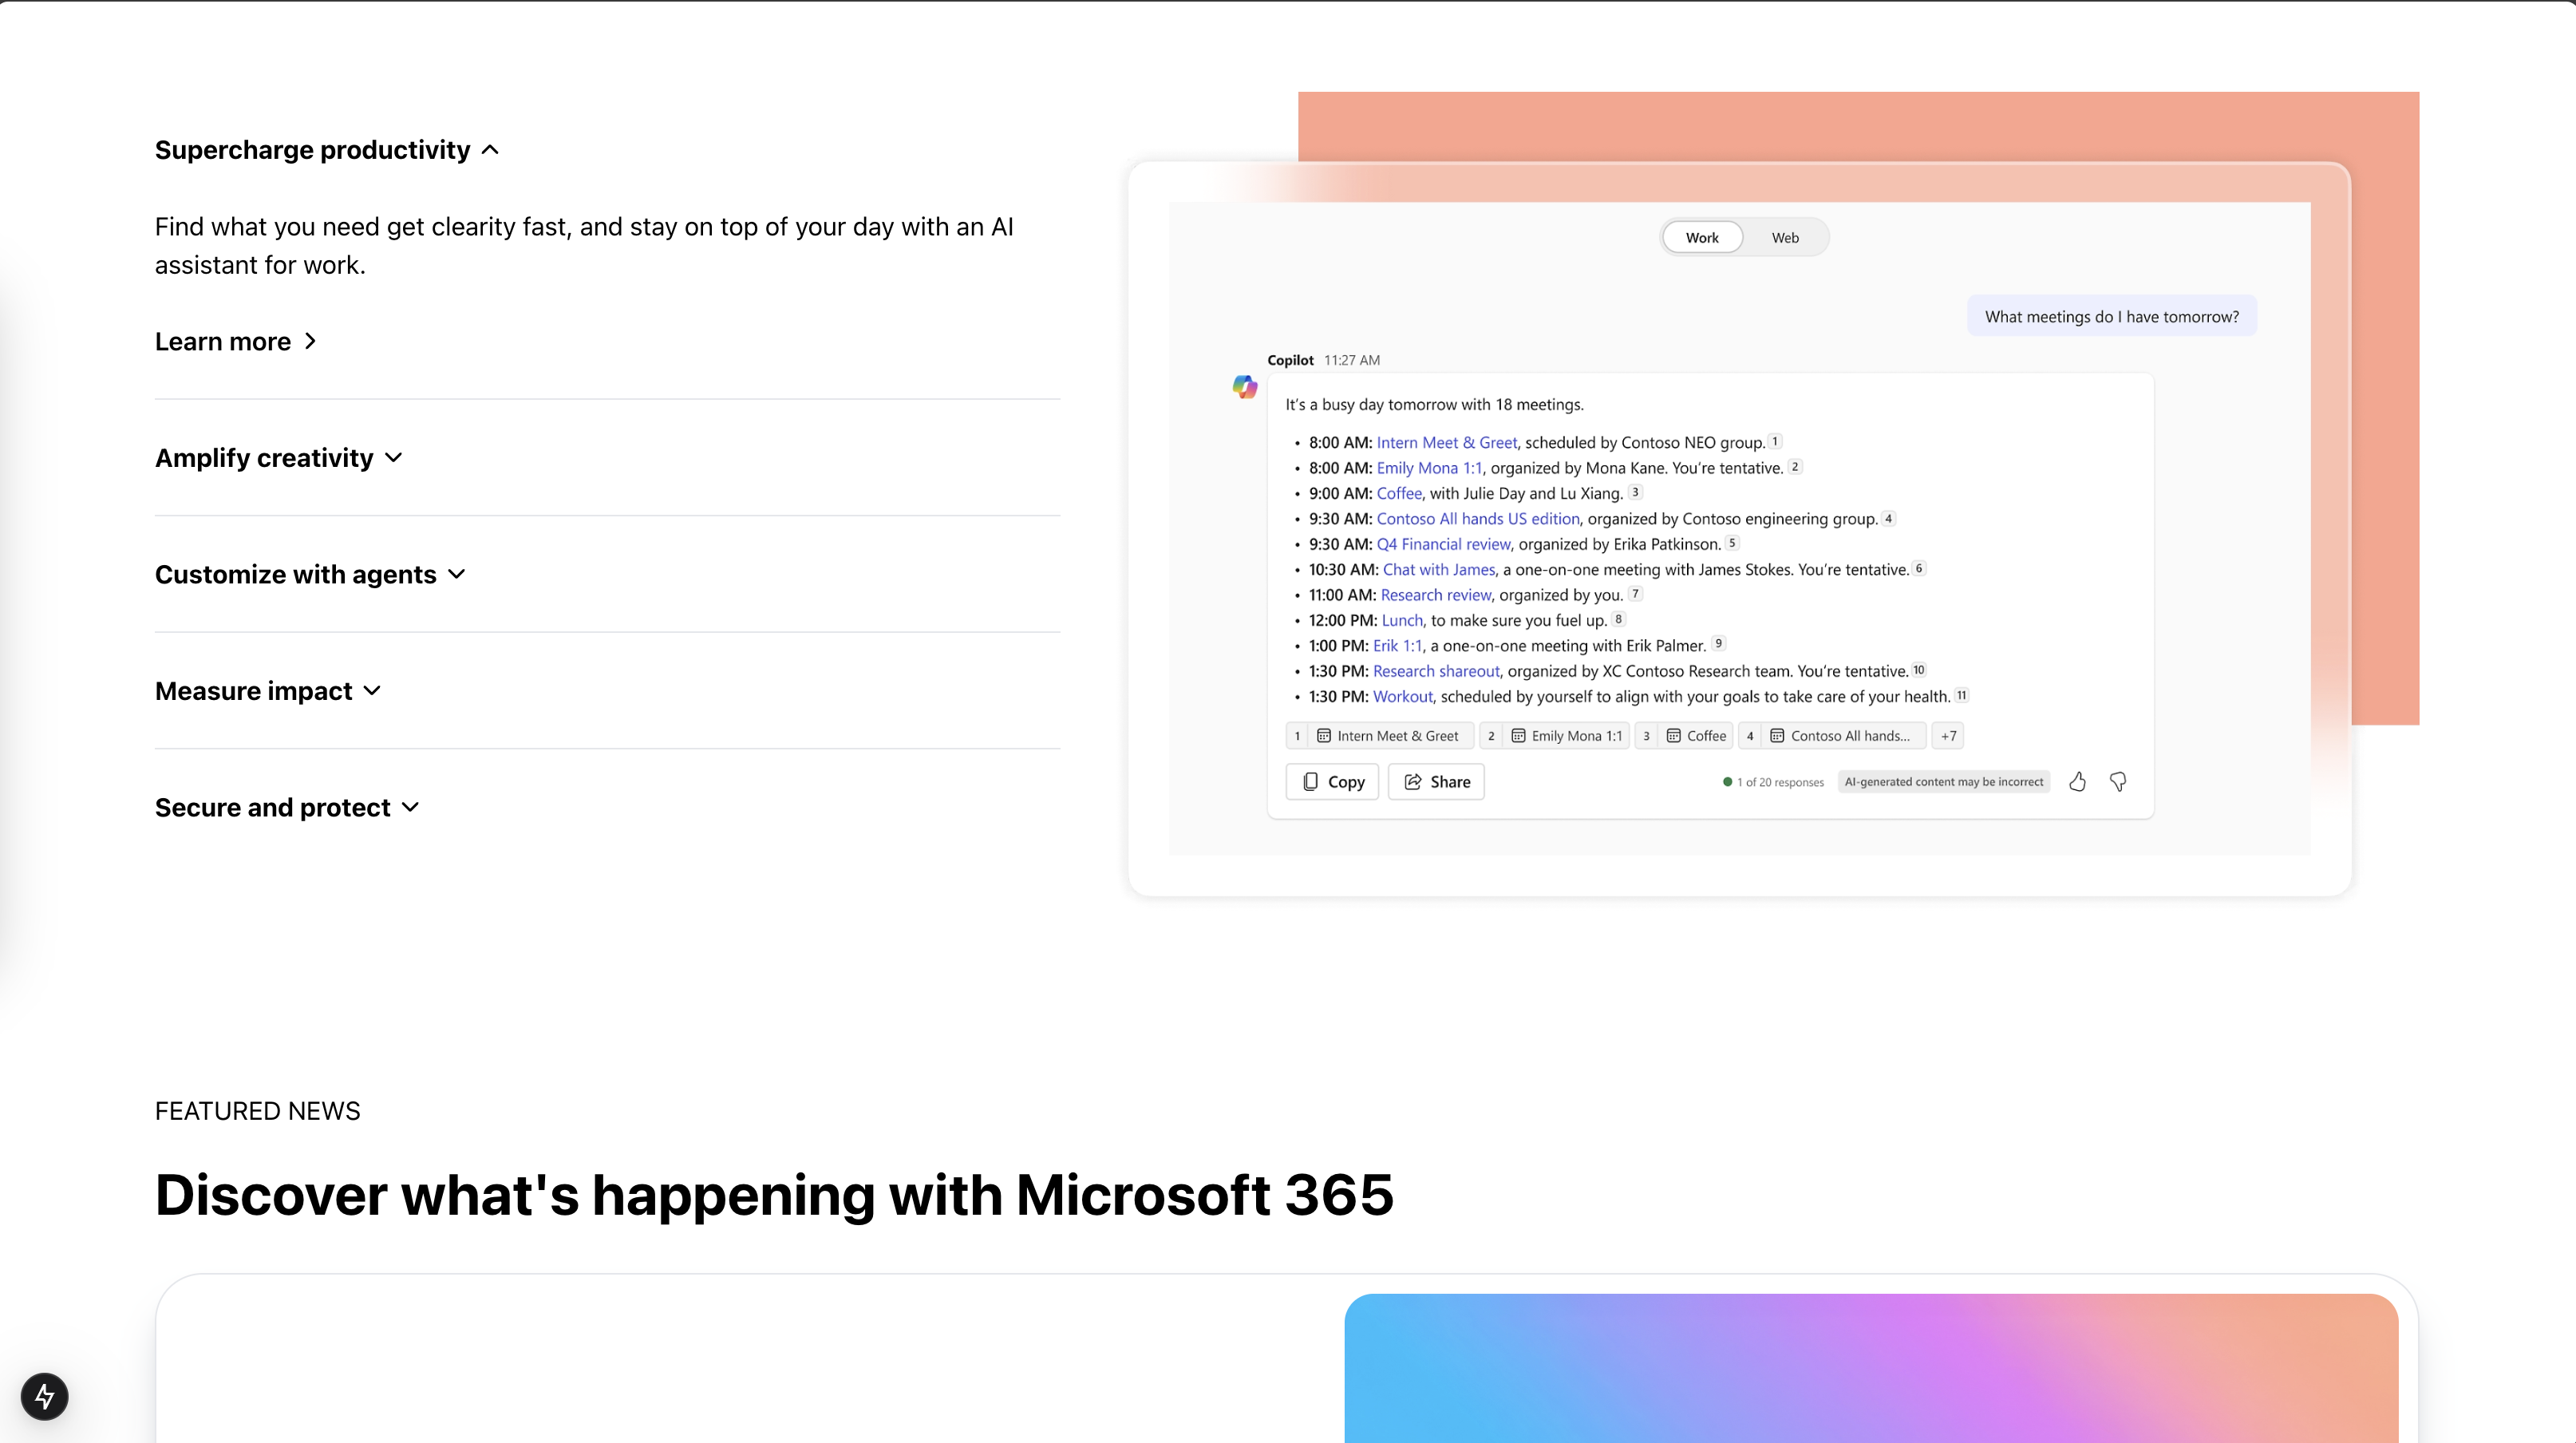 Supercharge productivity
Find what you need get clearity fast, and stay on top of your day with an AI
assistant for work.
Learn more
Amplify creativity
Customize with agents
Measure impact
Secure and protect
Work
Web
What meetings do I have tomorrow?
Copilot 11:27 AM
It's a busy day tomorrow with 18 meetings.
• 8:00 AM: Intern Meet & Greet, scheduled by Contoso NEO group. 1
• 8:00 AM: Emily Mona 1:1, organized by Mona Kane. You're tentative. 2
• 9:00 AM: Coffee, with Julie Day and Lu Xiang. 3
• 9:30 AM: Contoso All hands US edition, organized by Contoso engineering group. 4
• 9:30 AM: Q4 Financial review, organized by Erika Patkinson. 5
• 10:30 AM: Chat with James, a one-on-one meeting with James Stokes. You're tentative. 6
• 11:00 AM: Research review, organized by you. 7
• 12:00 PM: Lunch, to make sure you fuel up. 8
• 1:00 PM: Erik 1:1, a one-on-one meeting with Erik Palmer. 9
• 1:30 PM: Research shareout, organized by XC Contoso Research team. You're tentative. 10
• 1:30 PM: Workout, scheduled by yourself to align with your goals to take care of your health. 11
1 Intern Meet & Greet 2 Emily Mona 1:1 3 Coffee 4 Contoso All hands... +7
Copy Share 1 of 20 responses AI-generated content may be incorrect
FEATURED NEWS
Discover what's happening with Microsoft 365